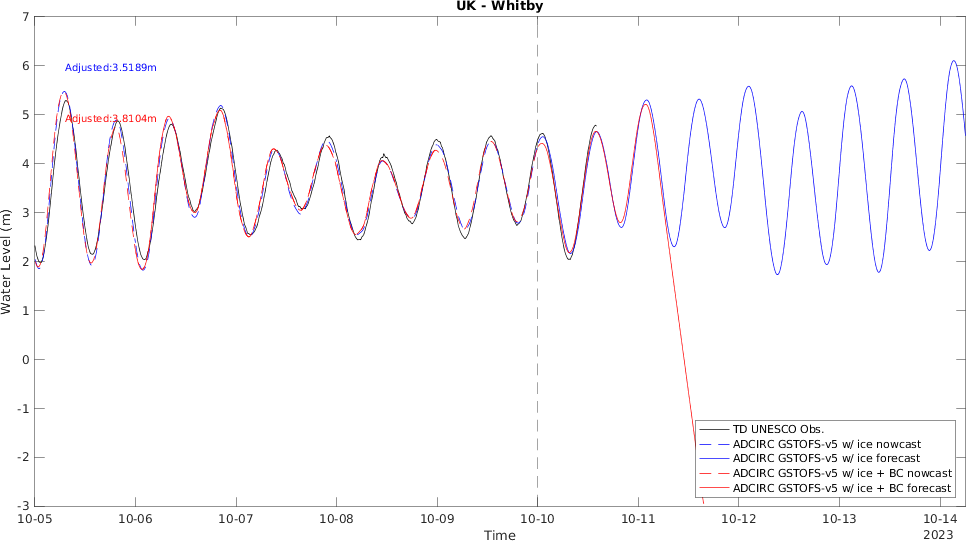 UK - Whitby
7
6
5
4
3
2
1
0
-1
-2
-3
Water Level (m)
Adjusted:3.5189m
Adjusted:3.8104m
TD UNESCO Obs.
ADCIRC GSTOFS-v5 w/ ice nowcast
ADCIRC GSTOFS-v5 w/ ice forecast
ADCIRC GSTOFS-v5 w/ ice + BC nowcast
ADCIRC GSTOFS-v5 w/ ice + BC forecast
10-05 10-06 10-07 10-08 10-09 10-10 10-11 10-12 10-13 10-14
Time
2023